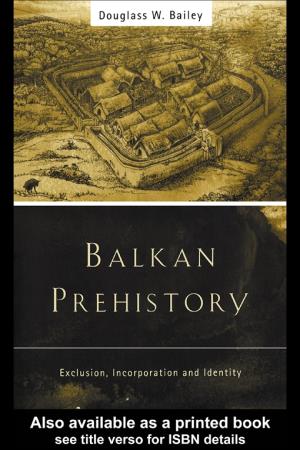 Douglass W. Bailey
BALKAN
PREHISTORY
Exclusion, Incorporation and Identity
Also available as a printed book
see title verso for ISBN details